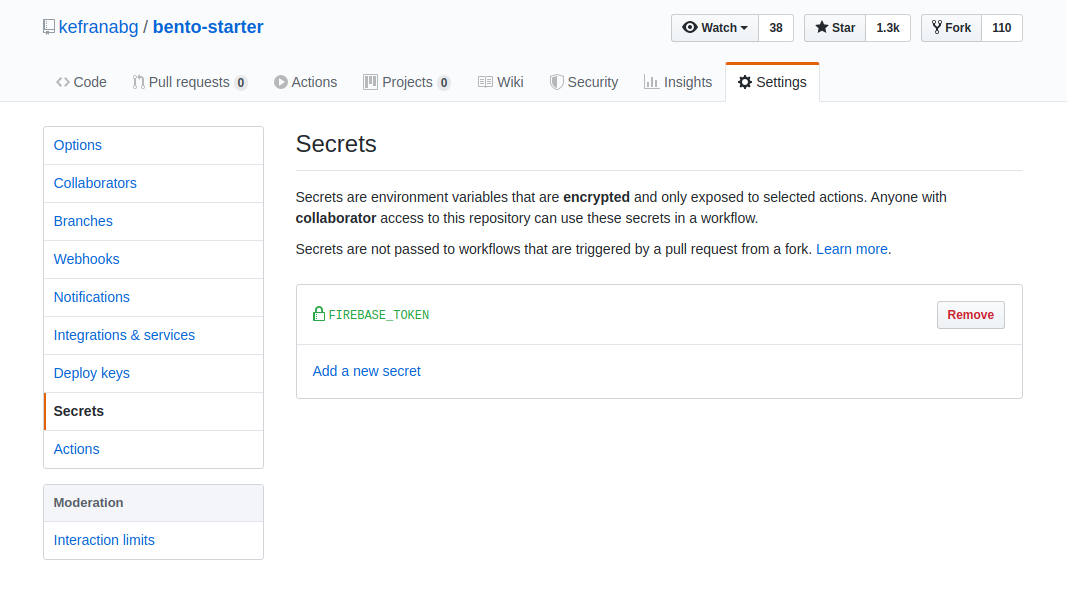 kefranabg / bento-starter
Watch 38 Star 1.3k Fork 110
Code Pull requests 0 Actions Projects 0 Wiki Security Insights Settings
Options
Collaborators
Branches
Webhooks
Notifications
Integrations & services
Deploy keys
Secrets
Actions
Moderation
Interaction limits
Secrets
Secrets are environment variables that are encrypted and only exposed to selected actions. Anyone with
collaborator access to this repository can use these secrets in a workflow.
Secrets are not passed to workflows that are triggered by a pull request from a fork. Learn more.
FIREBASE_TOKEN Remove
Add a new secret